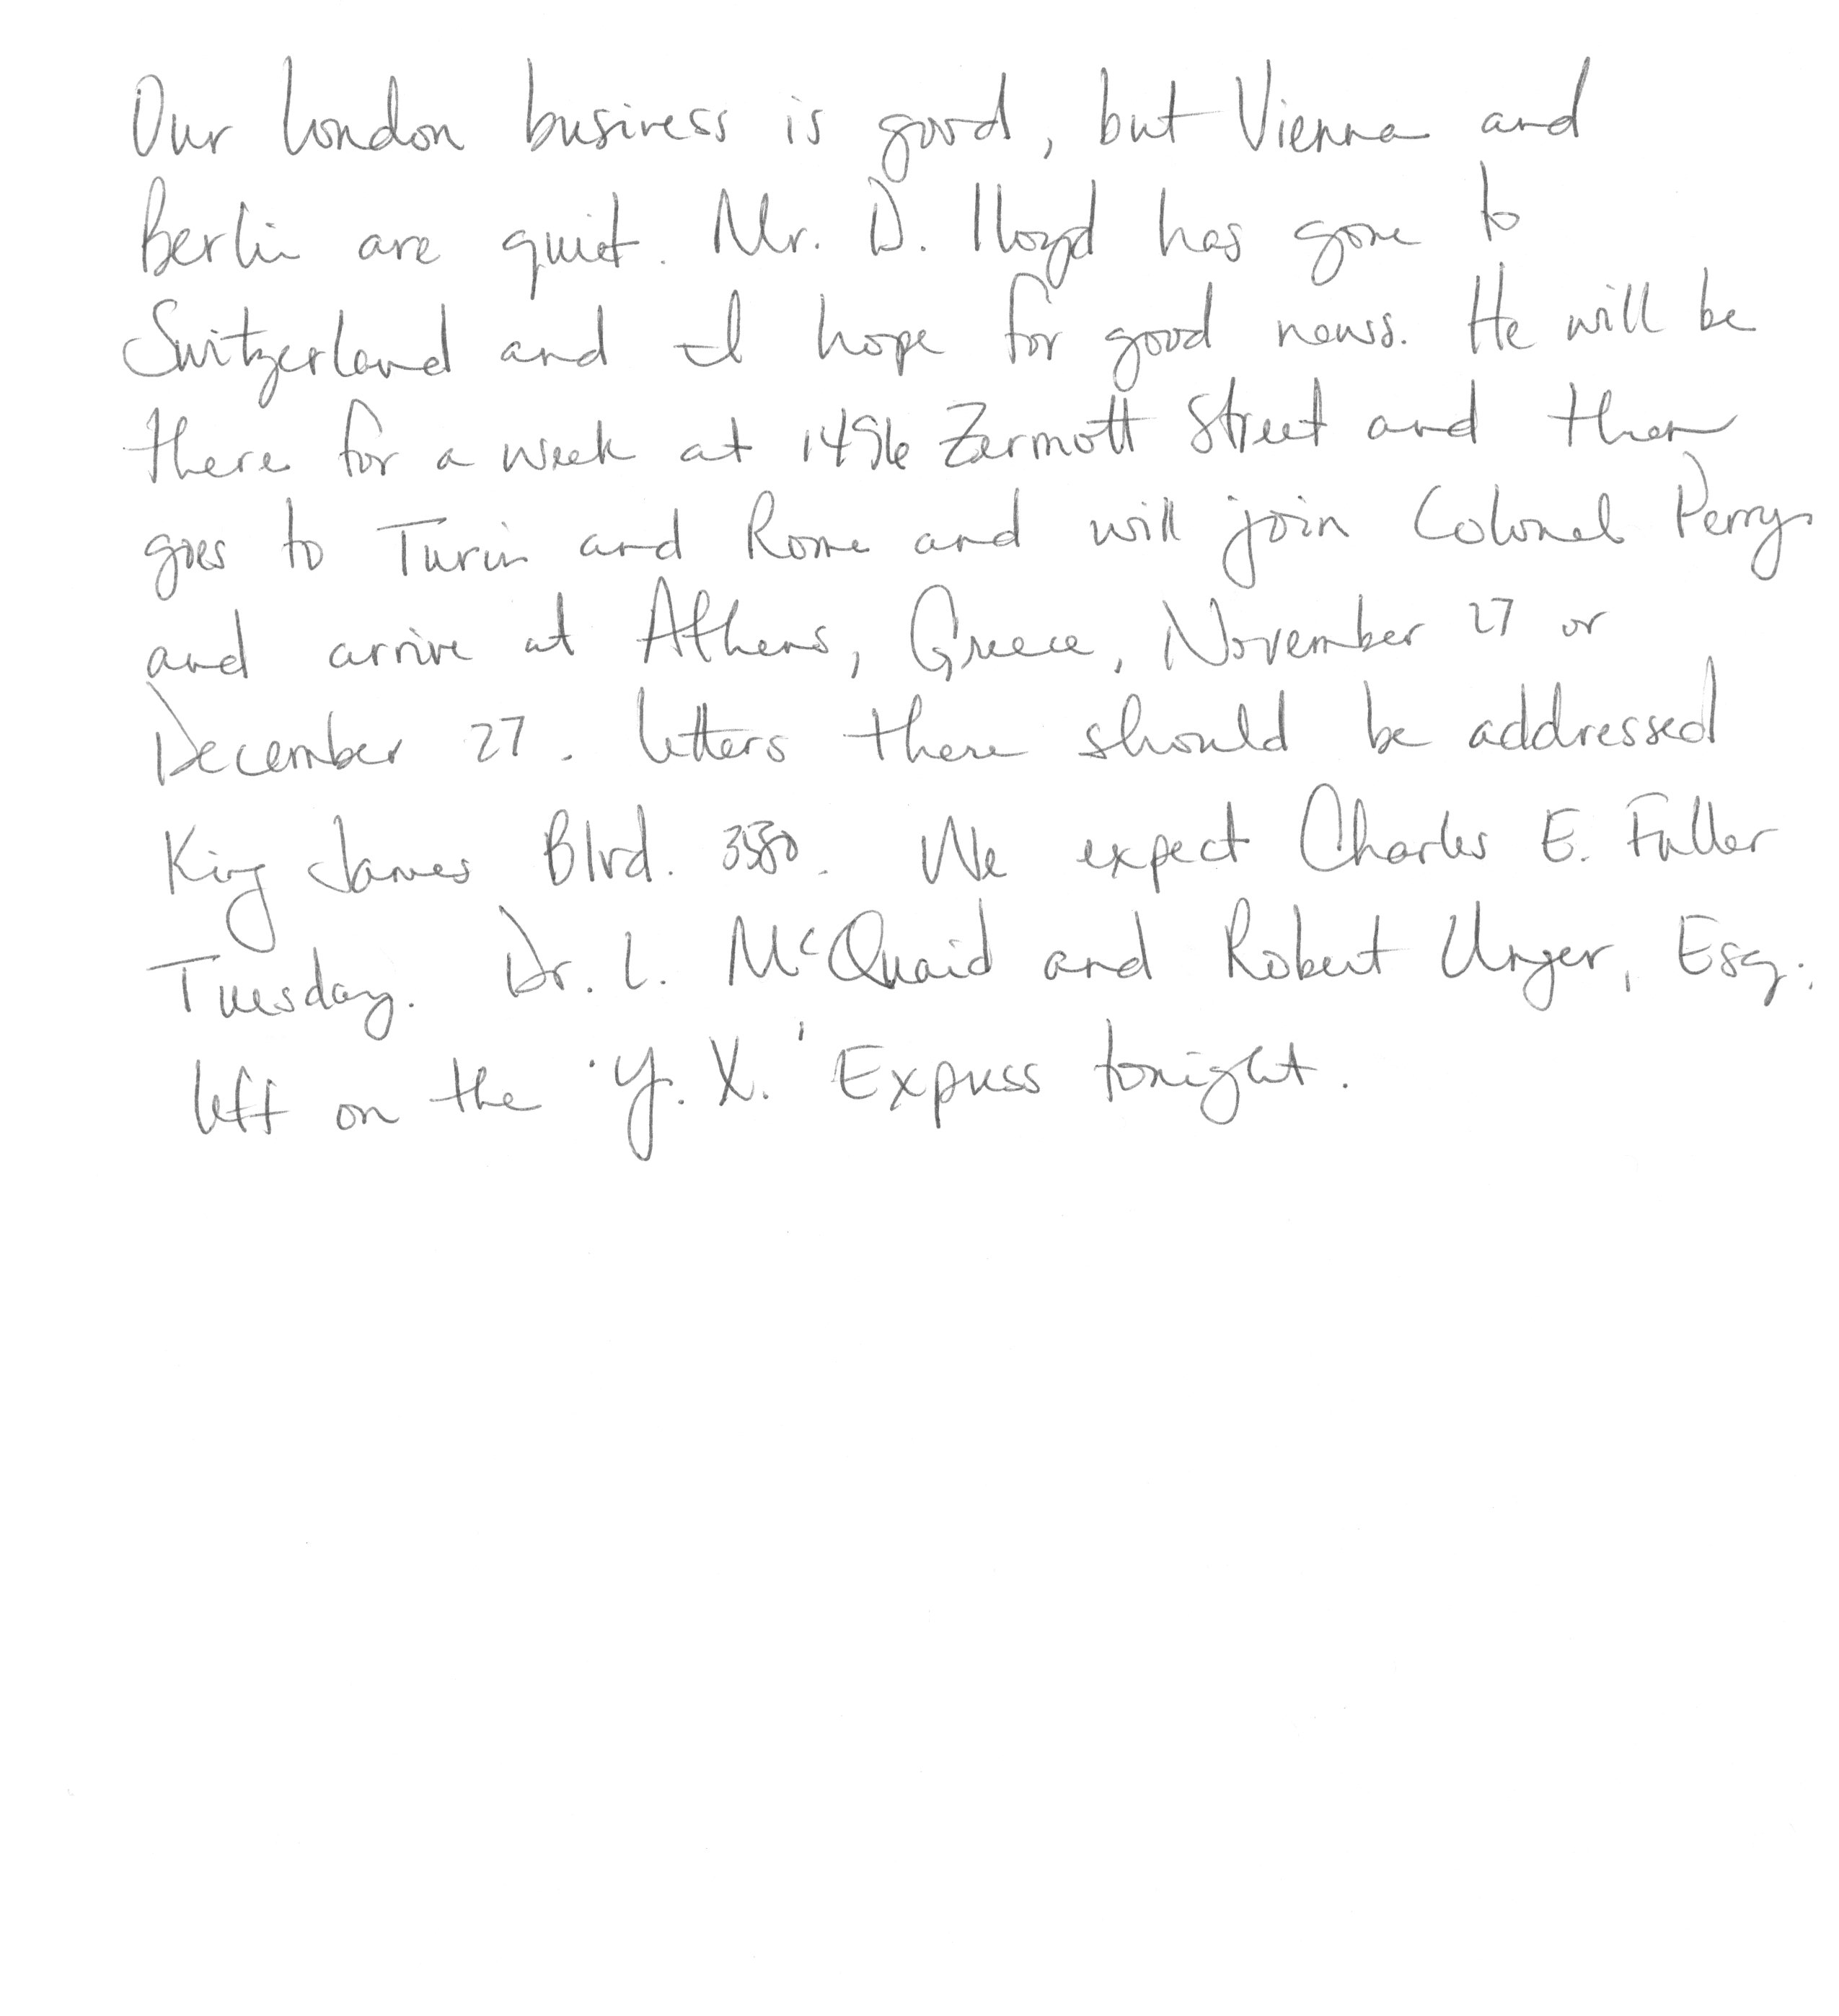 Our London business is good, but Vienna and
Berlin are quiet. Mr. D. Lloyd has gone to
Switzerland and I hope for good news. He will be
there for a week at 1496 Zermott Street and then
goes to Turin and Rome and will join Colonel Perry
and arrive at Athens, Greece, November 27 or
December 27. Letters there should be addressed
King James Blvd. 3580. We expect Charles E. Fuller
Tuesday. Dr. L. McQuaid and Robert Unger, Esq.,
left on the 'Y. X.' Express tonight.